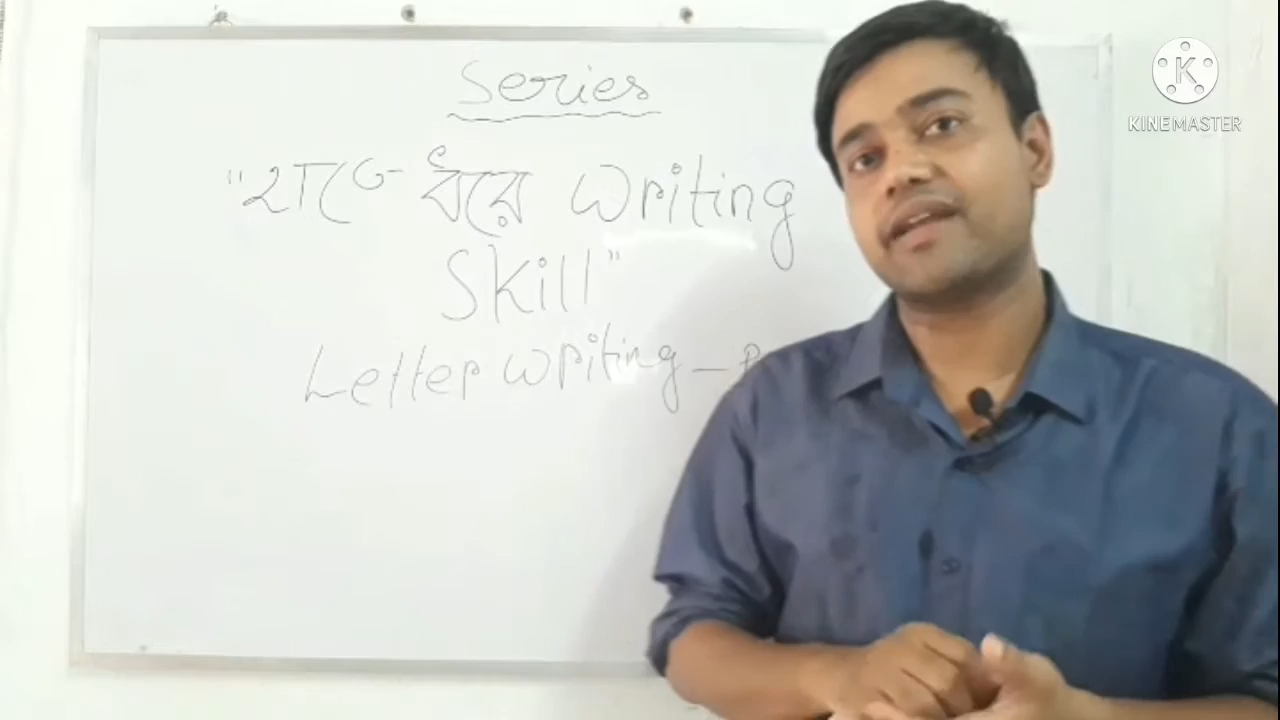 Series
"হাতে ধরে Writing
Skill"
Letter Writing -
K
KINEMASTER